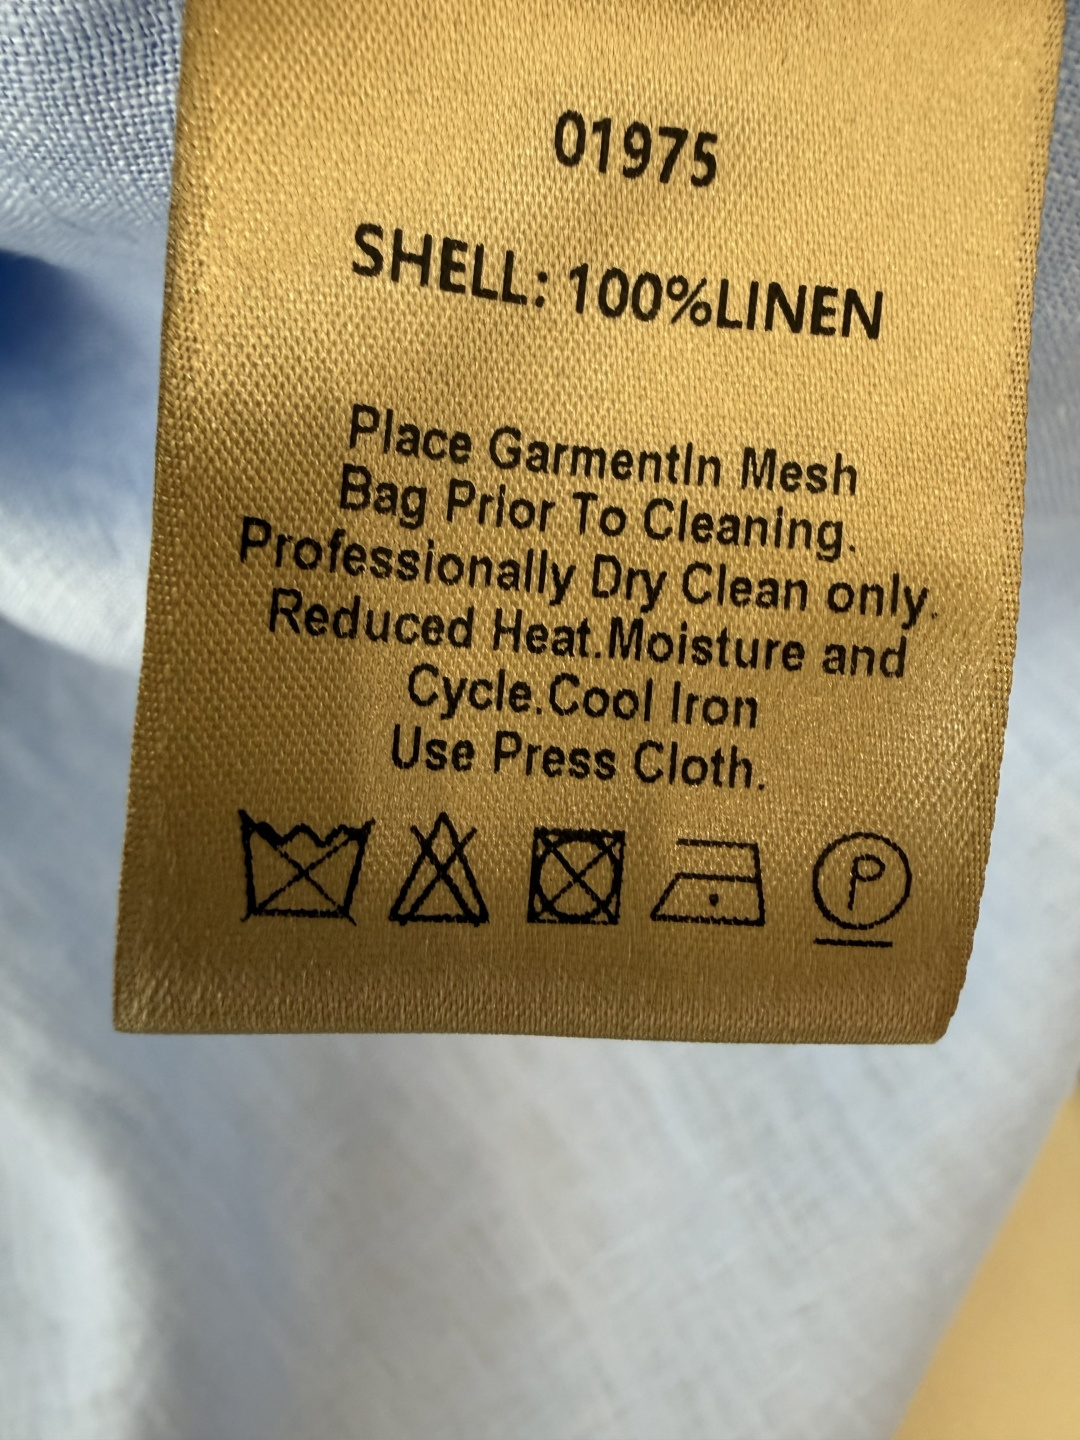 01975
SHELL: 100%LINEN
Place GarmentIn Mesh
Bag Prior To Cleaning.
Professionally Dry Clean only.
Reduced Heat.Moisture and
Cycle.Cool Iron
Use Press Cloth.
P